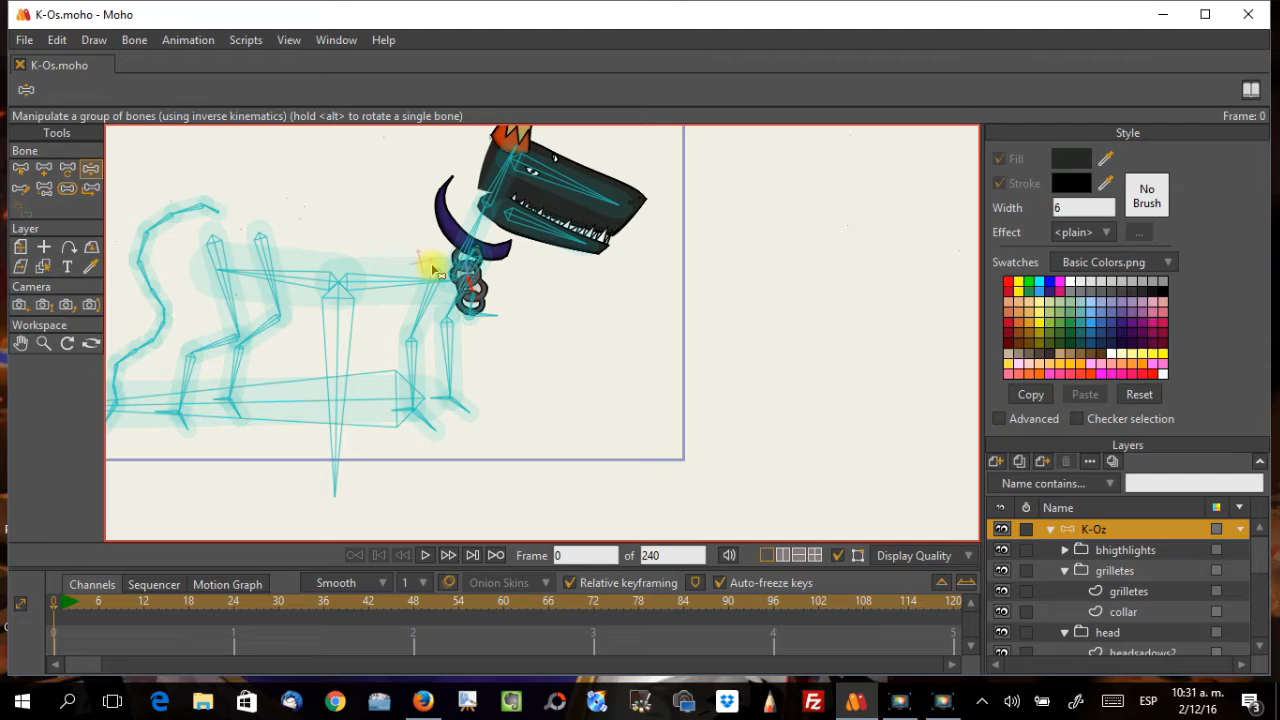 K-Os.moho - Moho
File Edit Draw Bone Animation Scripts View Window Help
K-Os.moho
Manipulate a group of bones (using inverse kinematics) (hold <alt> to rotate a single bone)
Frame: 0
Tools
Bone
Layer
Camera
Workspace
Style
Fill
Stroke
No Brush
Width 6
Effect <plain> ...
Swatches Basic Colors.png
Copy Paste Reset
Advanced Checker selection
Layers
Name contains...
Name
K-Oz
bhigthlights
grilletes
grilletes
collar
head
headsadows2
Frame 0 of 240 Display Quality
Channels Sequencer Motion Graph Smooth 1 Onion Skins Relative keyframing Auto-freeze keys
0 6 12 18 24 30 36 42 48 54 60 66 72 78 84 90 96 102 108 114 120
0 1 2 3 4 5
ESP
10:31 a. m.
2/12/16
3